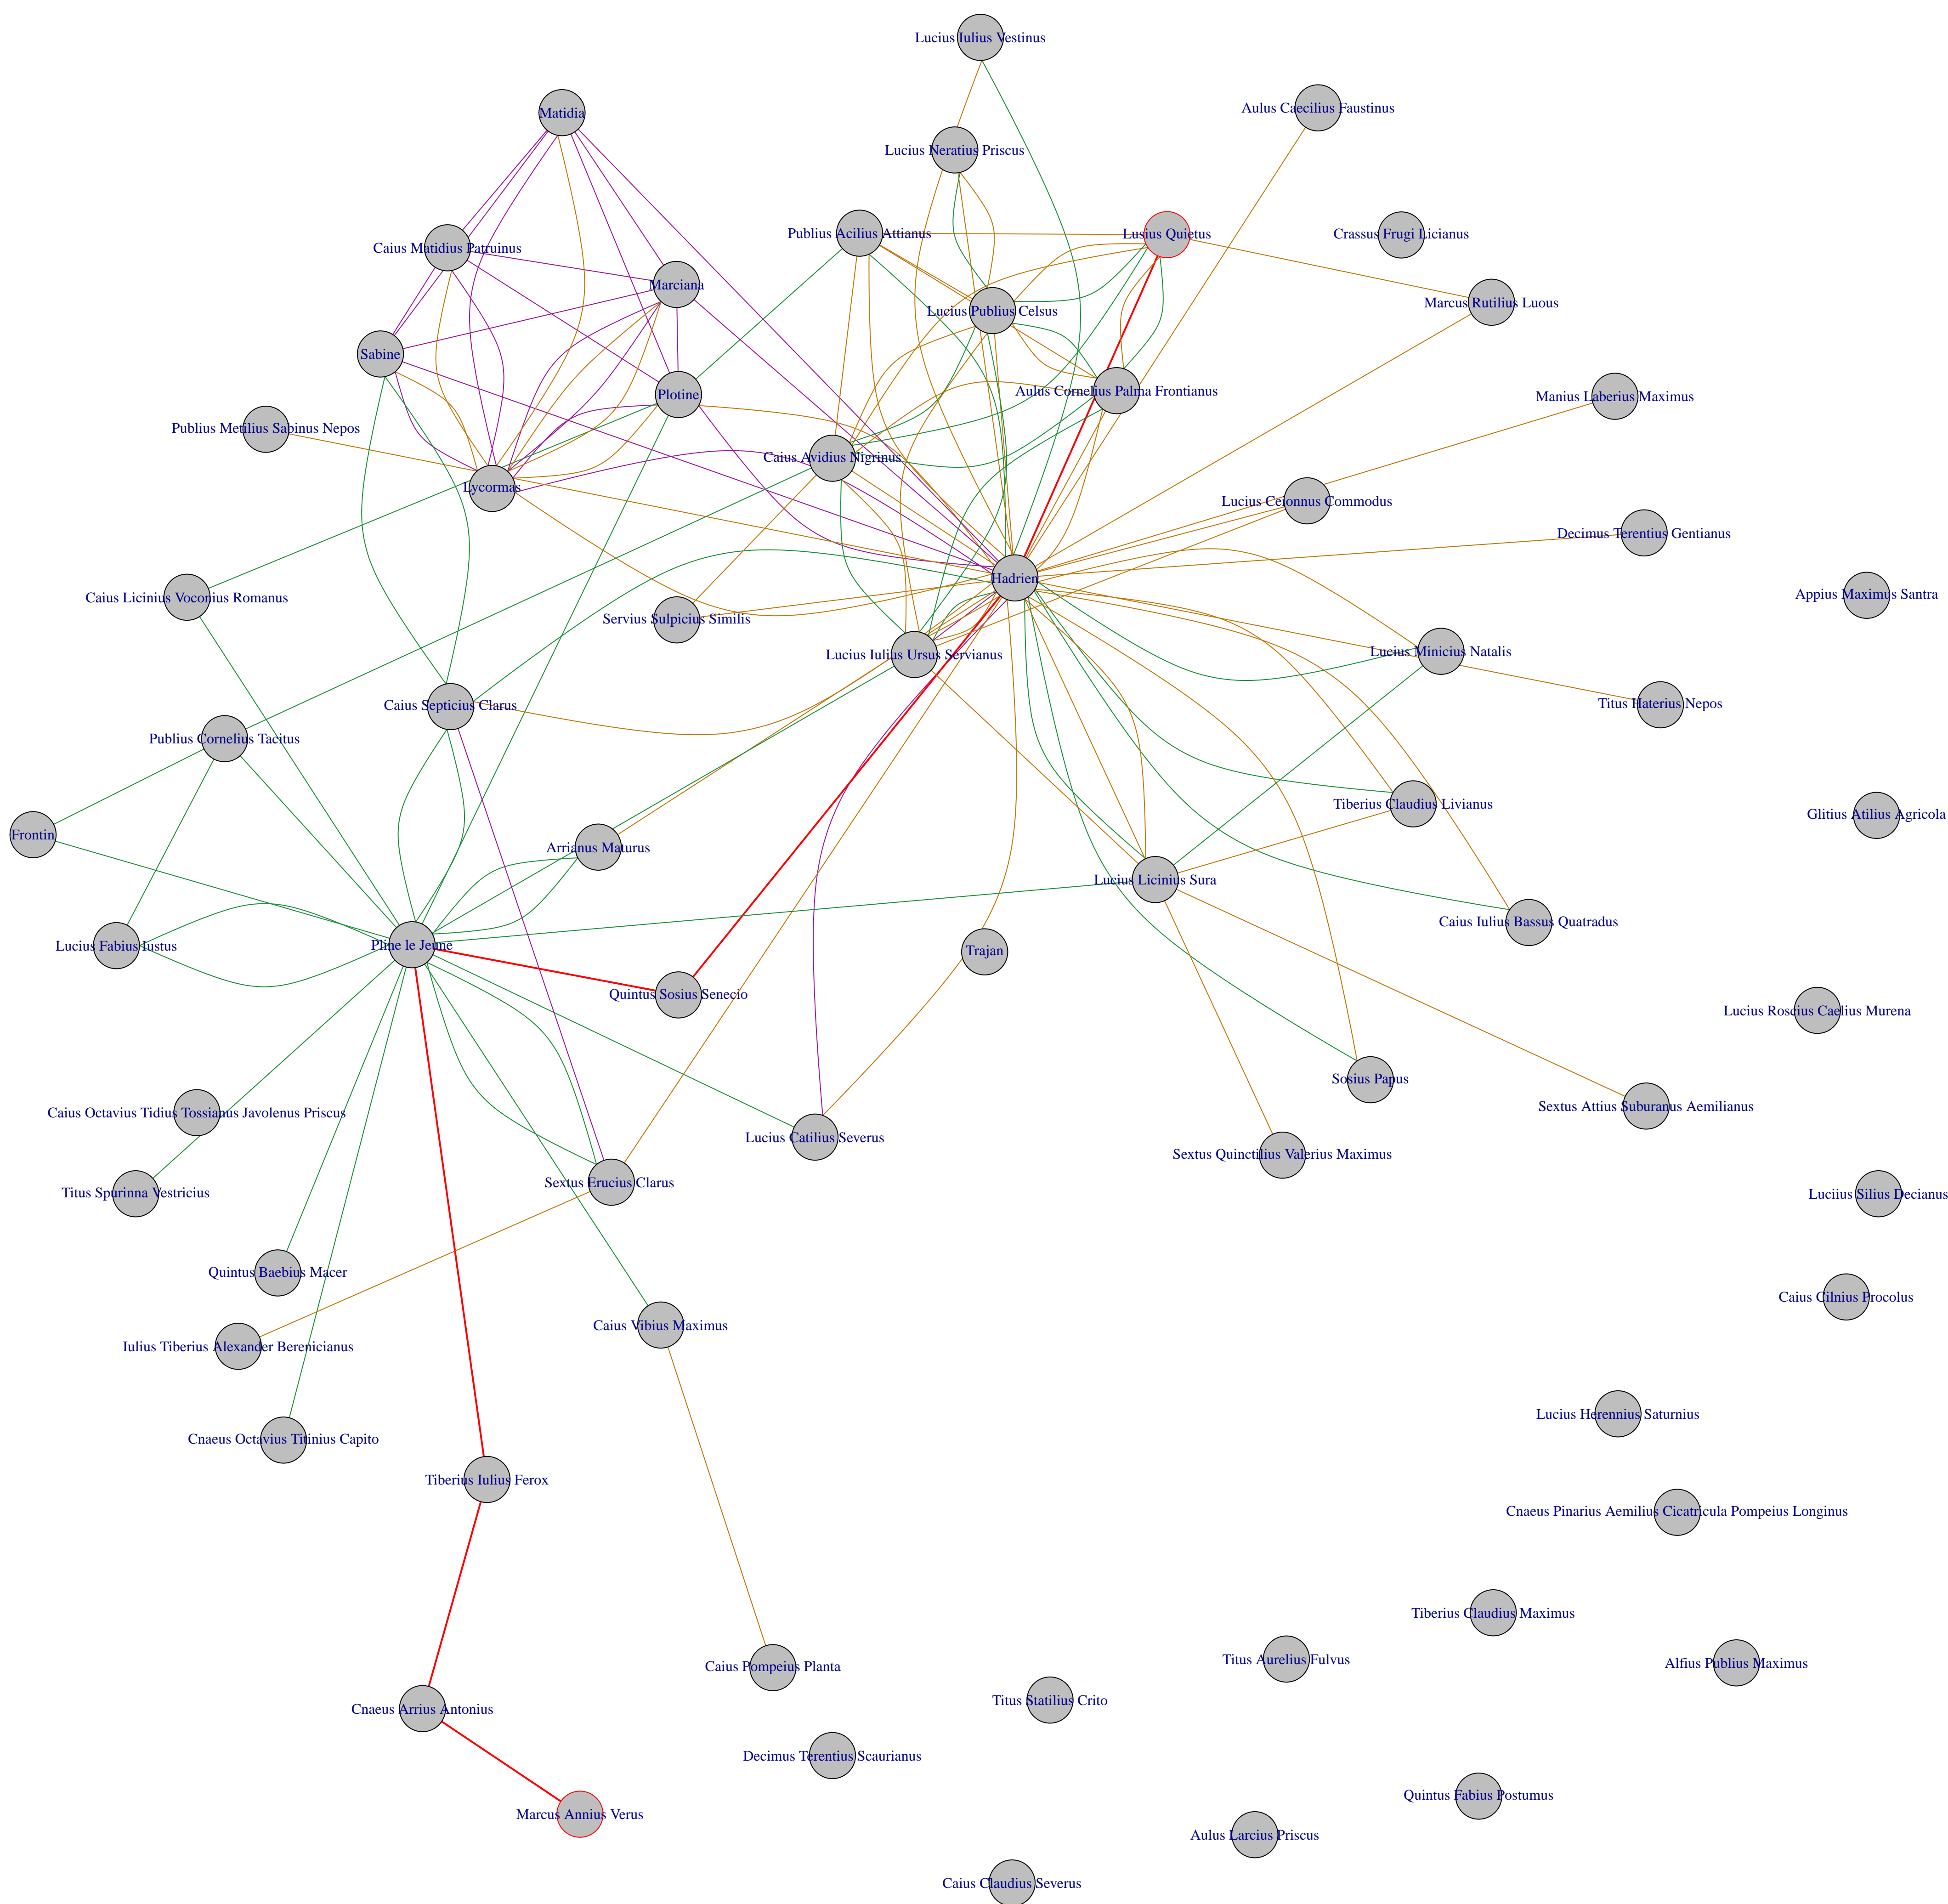 Lucius Iulius Vestinus
Aulus Caecilius Faustinus
Matidia
Lucius Neratius Priscus
Publius Acilius Attianus
Lusius Quietus
Crassus Frugi Licianus
Caius Matidius Patruinus
Marciana
Marcus Rutilius Luous
Lucius Publius Celsus
Sabine
Plotine
Aulus Cornelius Palma Frontianus
Manius Laberius Maximus
Publius Metilius Sabinus Nepos
Caius Avidius Nigrinus
Lycormas
Lucius Ceionnus Commodus
Decimus Terentius Gentianus
Hadrien
Caius Licinius Voconius Romanus
Appius Maximus Santra
Servius Sulpicius Similis
Lucius Iulius Ursus Servianus
Lucius Minicius Natalis
Caius Septicius Clarus
Titus Haterius Nepos
Publius Cornelius Tacitus
Tiberius Claudius Livianus
Glitius Atilius Agricola
Frontin
Arrianus Maturus
Lucius Licinius Sura
Caius Iulius Bassus Quatradus
Lucius Fabius Iustus
Pline le Jeune
Trajan
Quintus Sosius Senecio
Lucius Roscius Caelius Murena
Sosius Papus
Sextus Attius Suburanus Aemilianus
Caius Octavius Tidius Tossianus Javolenus Priscus
Lucius Catilius Severus
Sextus Quinctilius Valerius Maximus
Sextus Erucius Clarus
Titus Spurinna Vestricius
Luciius Silius Decianus
Quintus Baebius Macer
Caius Cilnius Procolus
Caius Vibius Maximus
Iulius Tiberius Alexander Berenicianus
Lucius Herennius Saturnius
Cnaeus Octavius Titinius Capito
Tiberius Iulius Ferox
Cnaeus Pinarius Aemilius Cicatricula Pompeius Longinus
Tiberius Claudius Maximus
Titus Aurelius Fulvus
Alfius Publius Maximus
Caius Pompeius Planta
Titus Statilius Crito
Cnaeus Arrius Antonius
Decimus Terentius Scaurianus
Quintus Fabius Postumus
Marcus Annius Verus
Aulus Larcius Priscus
Caius Claudius Severus